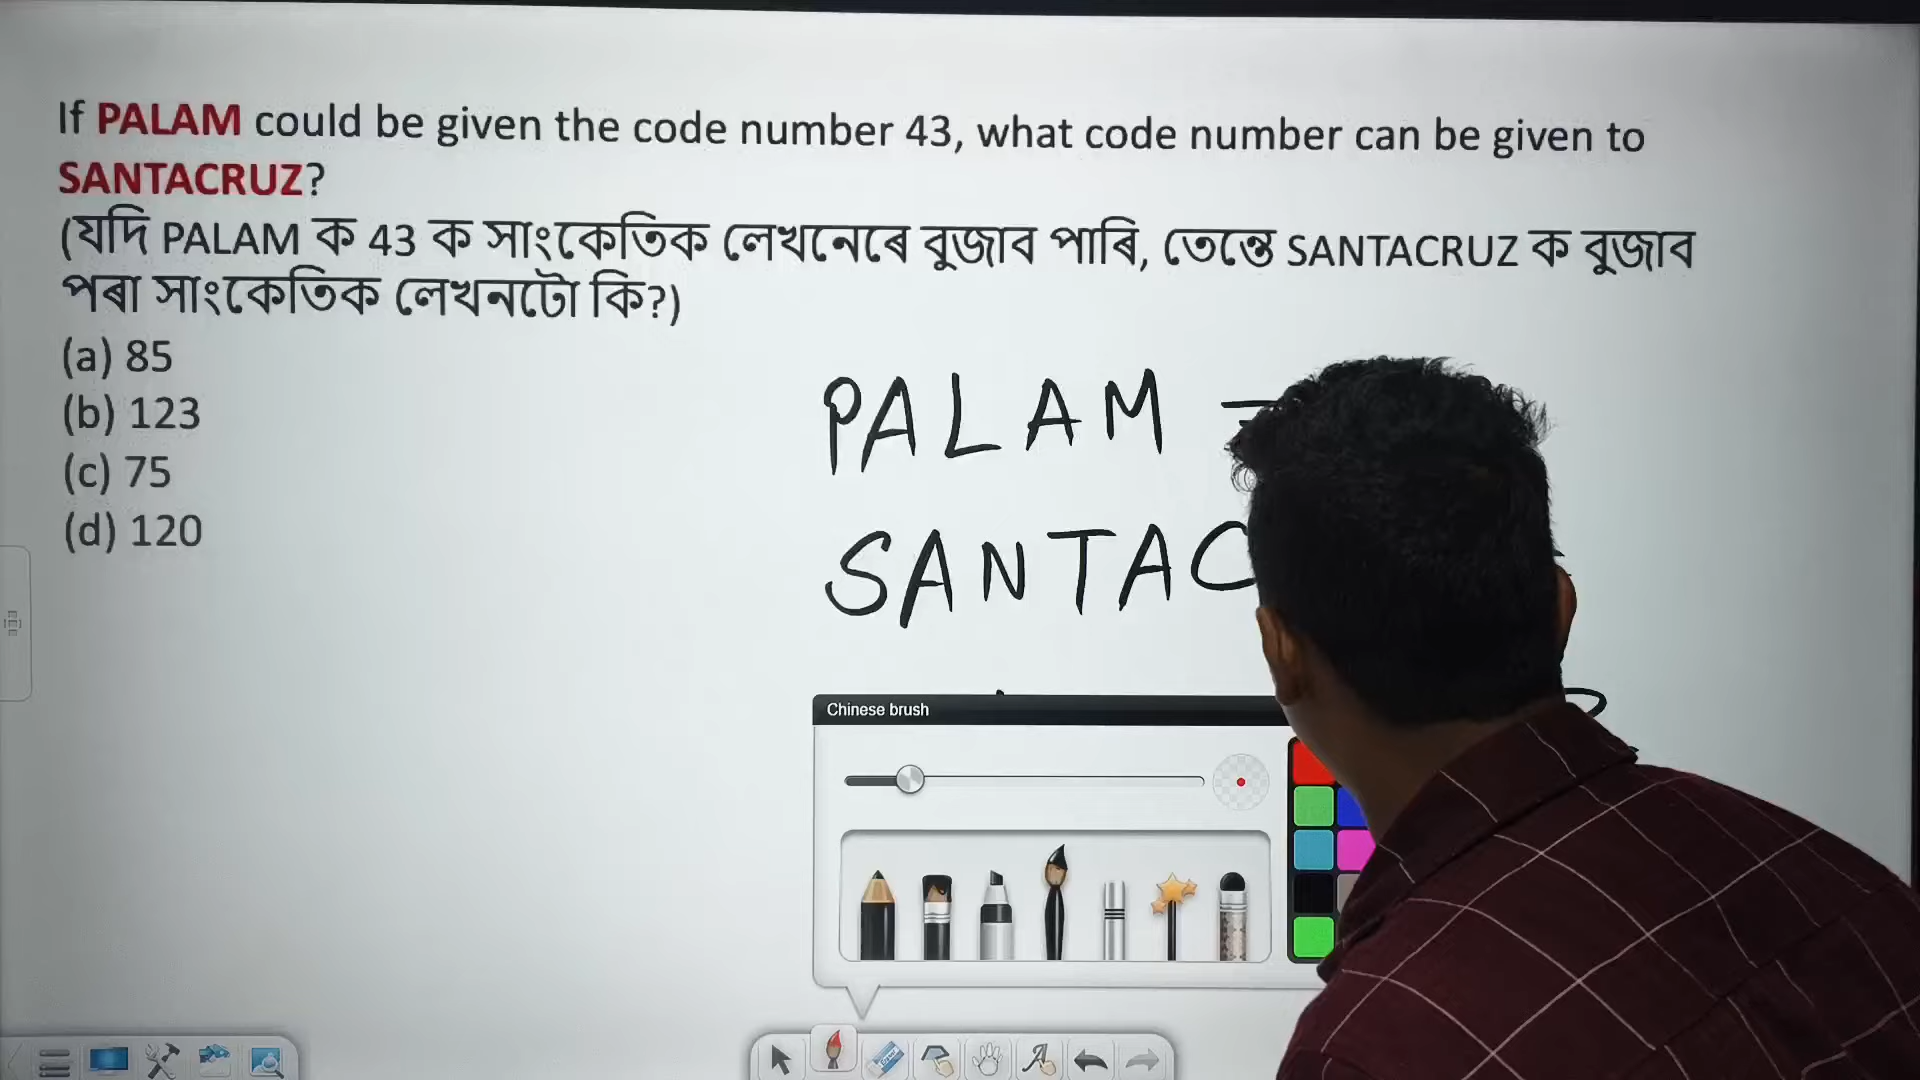 If PALAM could be given the code number 43, what code number can be given to
SANTACRUZ?
(যদি PALAM ক 43 ক সাংকেতিক লেখনেৰে বুজাব পাৰি, তেন্তে SANTACRUZ ক বুজাব
পৰা সাংকেতিক লেখনটো কি?)
(a) 85
(b) 123
(c) 75
(d) 120
PALAM =
SANTAC
Chinese brush